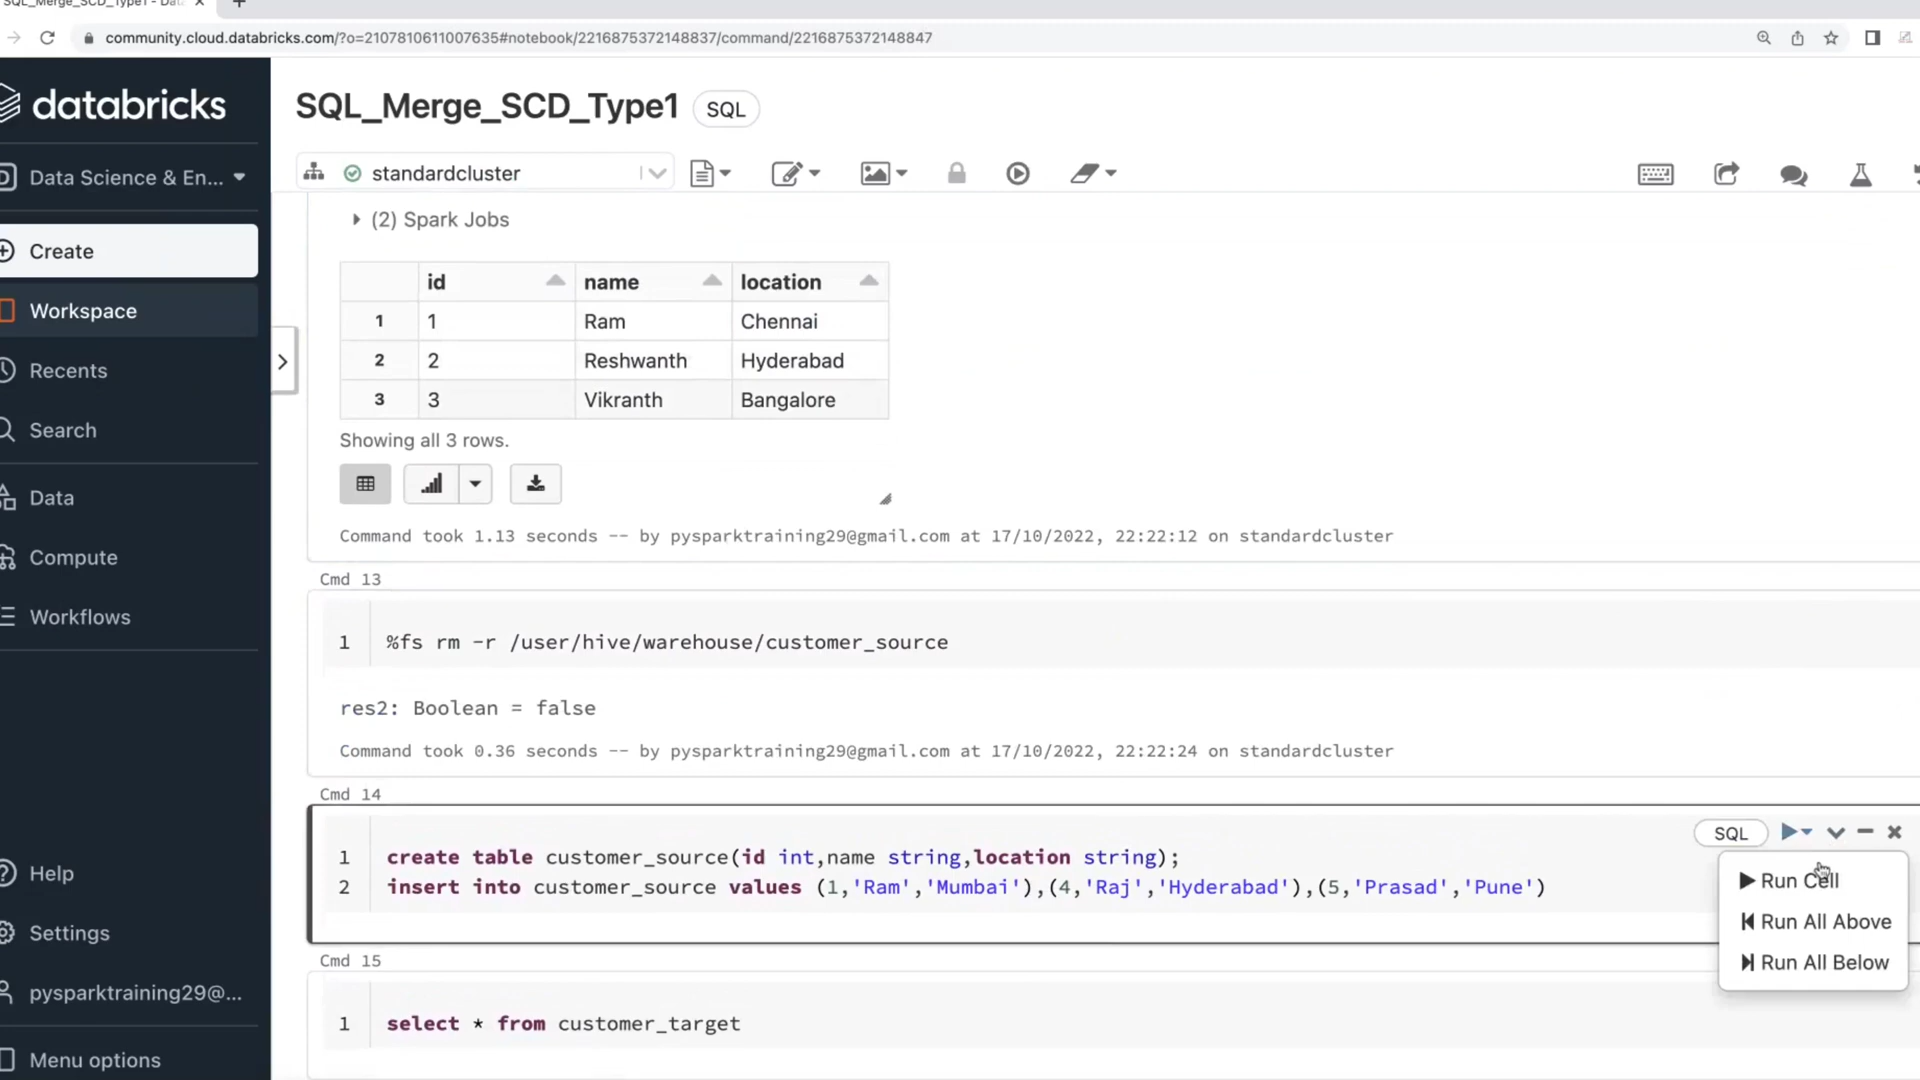 SQL_Merge_SCD_Type1 - Data
community.cloud.databricks.com/?o=2107810611007635#notebook/2216875372148837/command/2216875372148847
databricks
Data Science & En...
Create
Workspace
Recents
Search
Data
Compute
Workflows
Help
Settings
pysparktraining29@...
Menu options
SQL_Merge_SCD_Type1 SQL
standardcluster
(2) Spark Jobs
id name location
1 1 Ram Chennai
2 2 Reshwanth Hyderabad
3 3 Vikranth Bangalore
Showing all 3 rows.
Command took 1.13 seconds -- by pysparktraining29@gmail.com at 17/10/2022, 22:22:12 on standardcluster
Cmd 13
1 %fs rm -r /user/hive/warehouse/customer_source
res2: Boolean = false
Command took 0.36 seconds -- by pysparktraining29@gmail.com at 17/10/2022, 22:22:24 on standardcluster
Cmd 14
SQL
1 create table customer_source(id int,name string,location string);
2 insert into customer_source values (1,'Ram','Mumbai'),(4,'Raj','Hyderabad'),(5,'Prasad','Pune')
Run Cell
Run All Above
Run All Below
Cmd 15
1 select * from customer_target